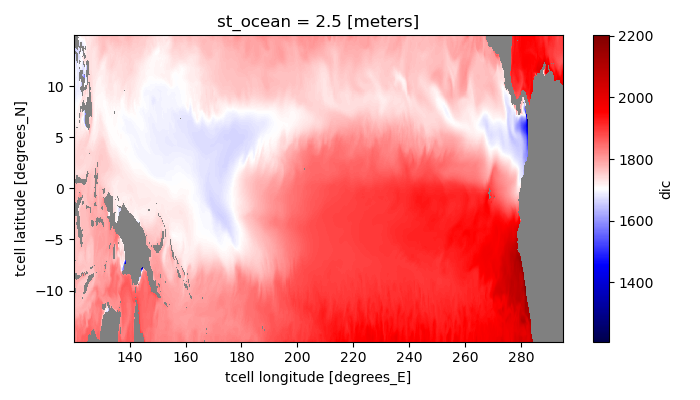 st_ocean = 2.5 [meters]
tcell latitude [degrees_N]
10
5
0
−5
−10
140 160 180 200 220 240 260 280
tcell longitude [degrees_E]
2200
2000
1800
1600
1400
dic